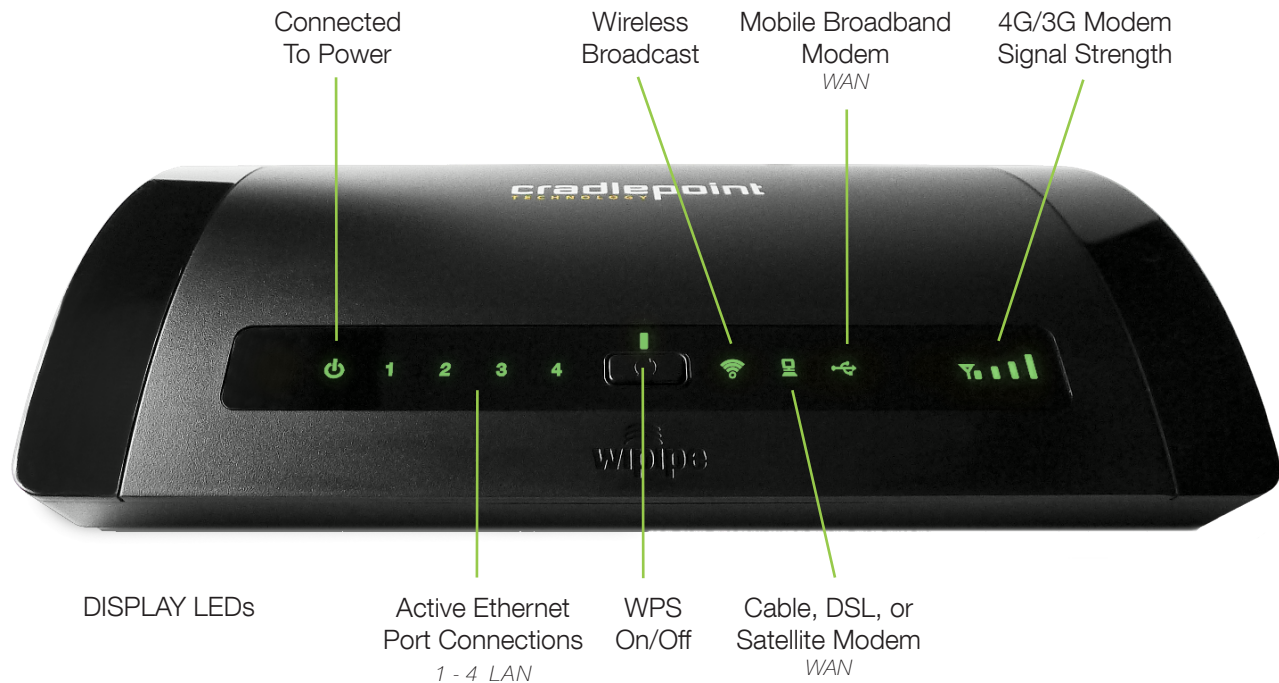 Connected
To Power
Wireless
Broadcast
Mobile Broadband
Modem
WAN
4G/3G Modem
Signal Strength
cradlepoint
TECHNOLOGY
1 2 3 4
wipipe
DISPLAY LEDs
Active Ethernet
Port Connections
1 - 4 LAN
WPS
On/Off
Cable, DSL, or
Satellite Modem
WAN